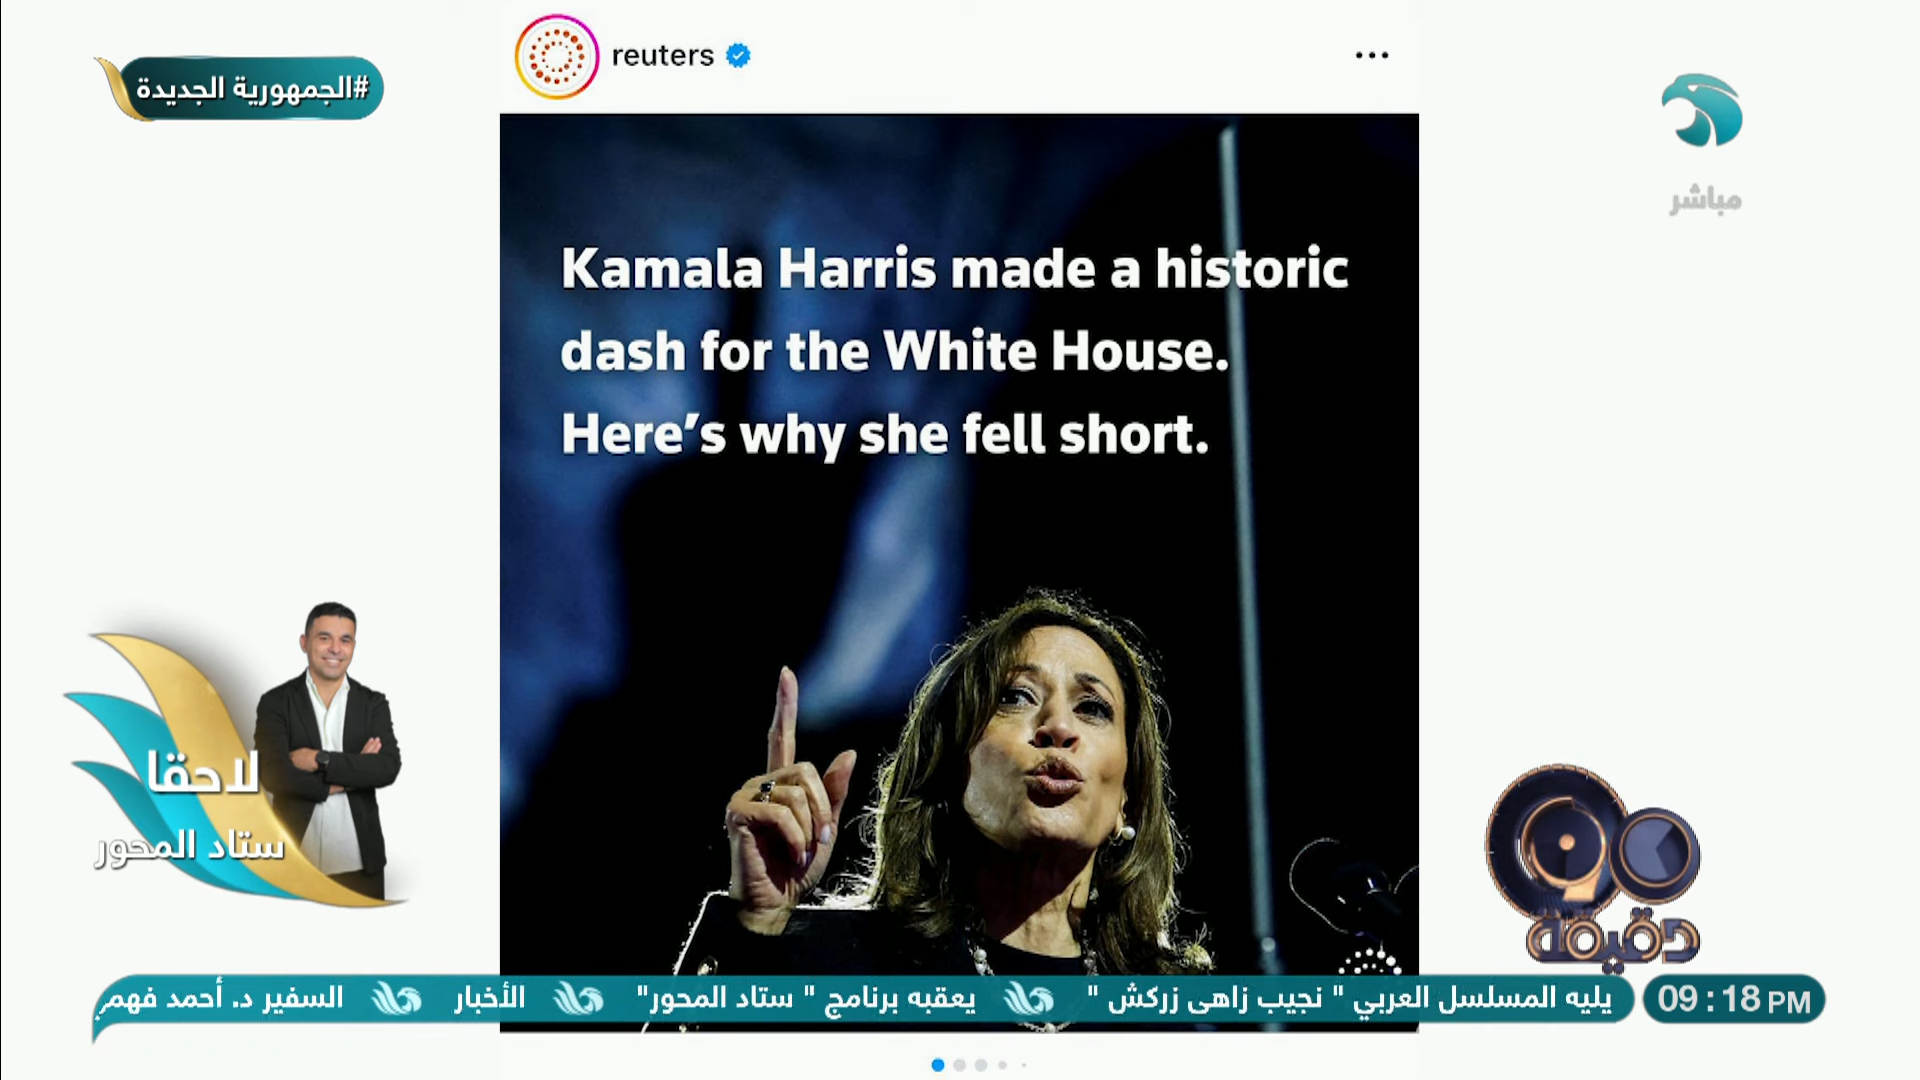 reuters
#الجمهورية الجديدة
مباشر
Kamala Harris made a historic
dash for the White House.
Here's why she fell short.
لاحقا
ستاد المحور
90
دقيقة
يليه المسلسل العربي " نجيب زاهى زركش " يعقبه برنامج " ستاد المحور" الأخبار السفير د. أحمد فهمي
09 : 18 PM